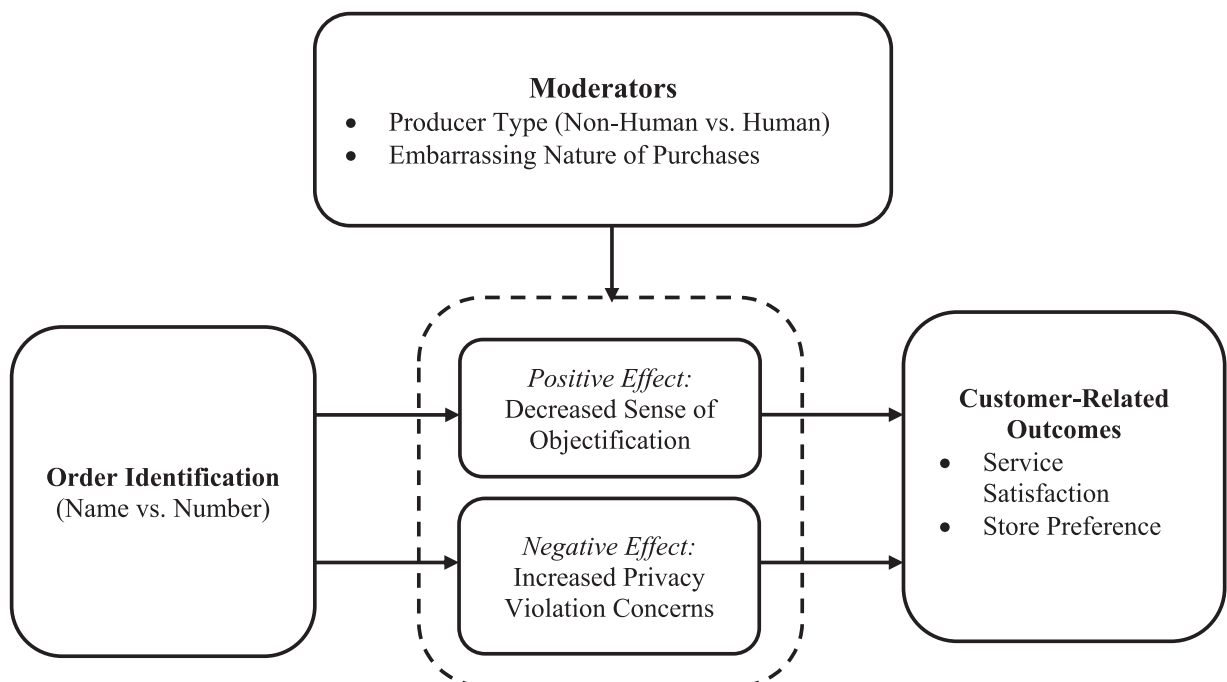 Moderators
• Producer Type (Non-Human vs. Human)
• Embarrassing Nature of Purchases
Order Identification
(Name vs. Number)
Positive Effect:
Decreased Sense of
Objectification
Negative Effect:
Increased Privacy
Violation Concerns
Customer-Related
Outcomes
• Service
Satisfaction
• Store Preference